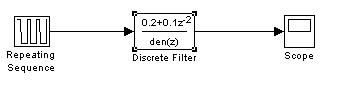 0.2+0.1z-2
den(z)
Repeating
Sequence
Discrete Filter
Scope